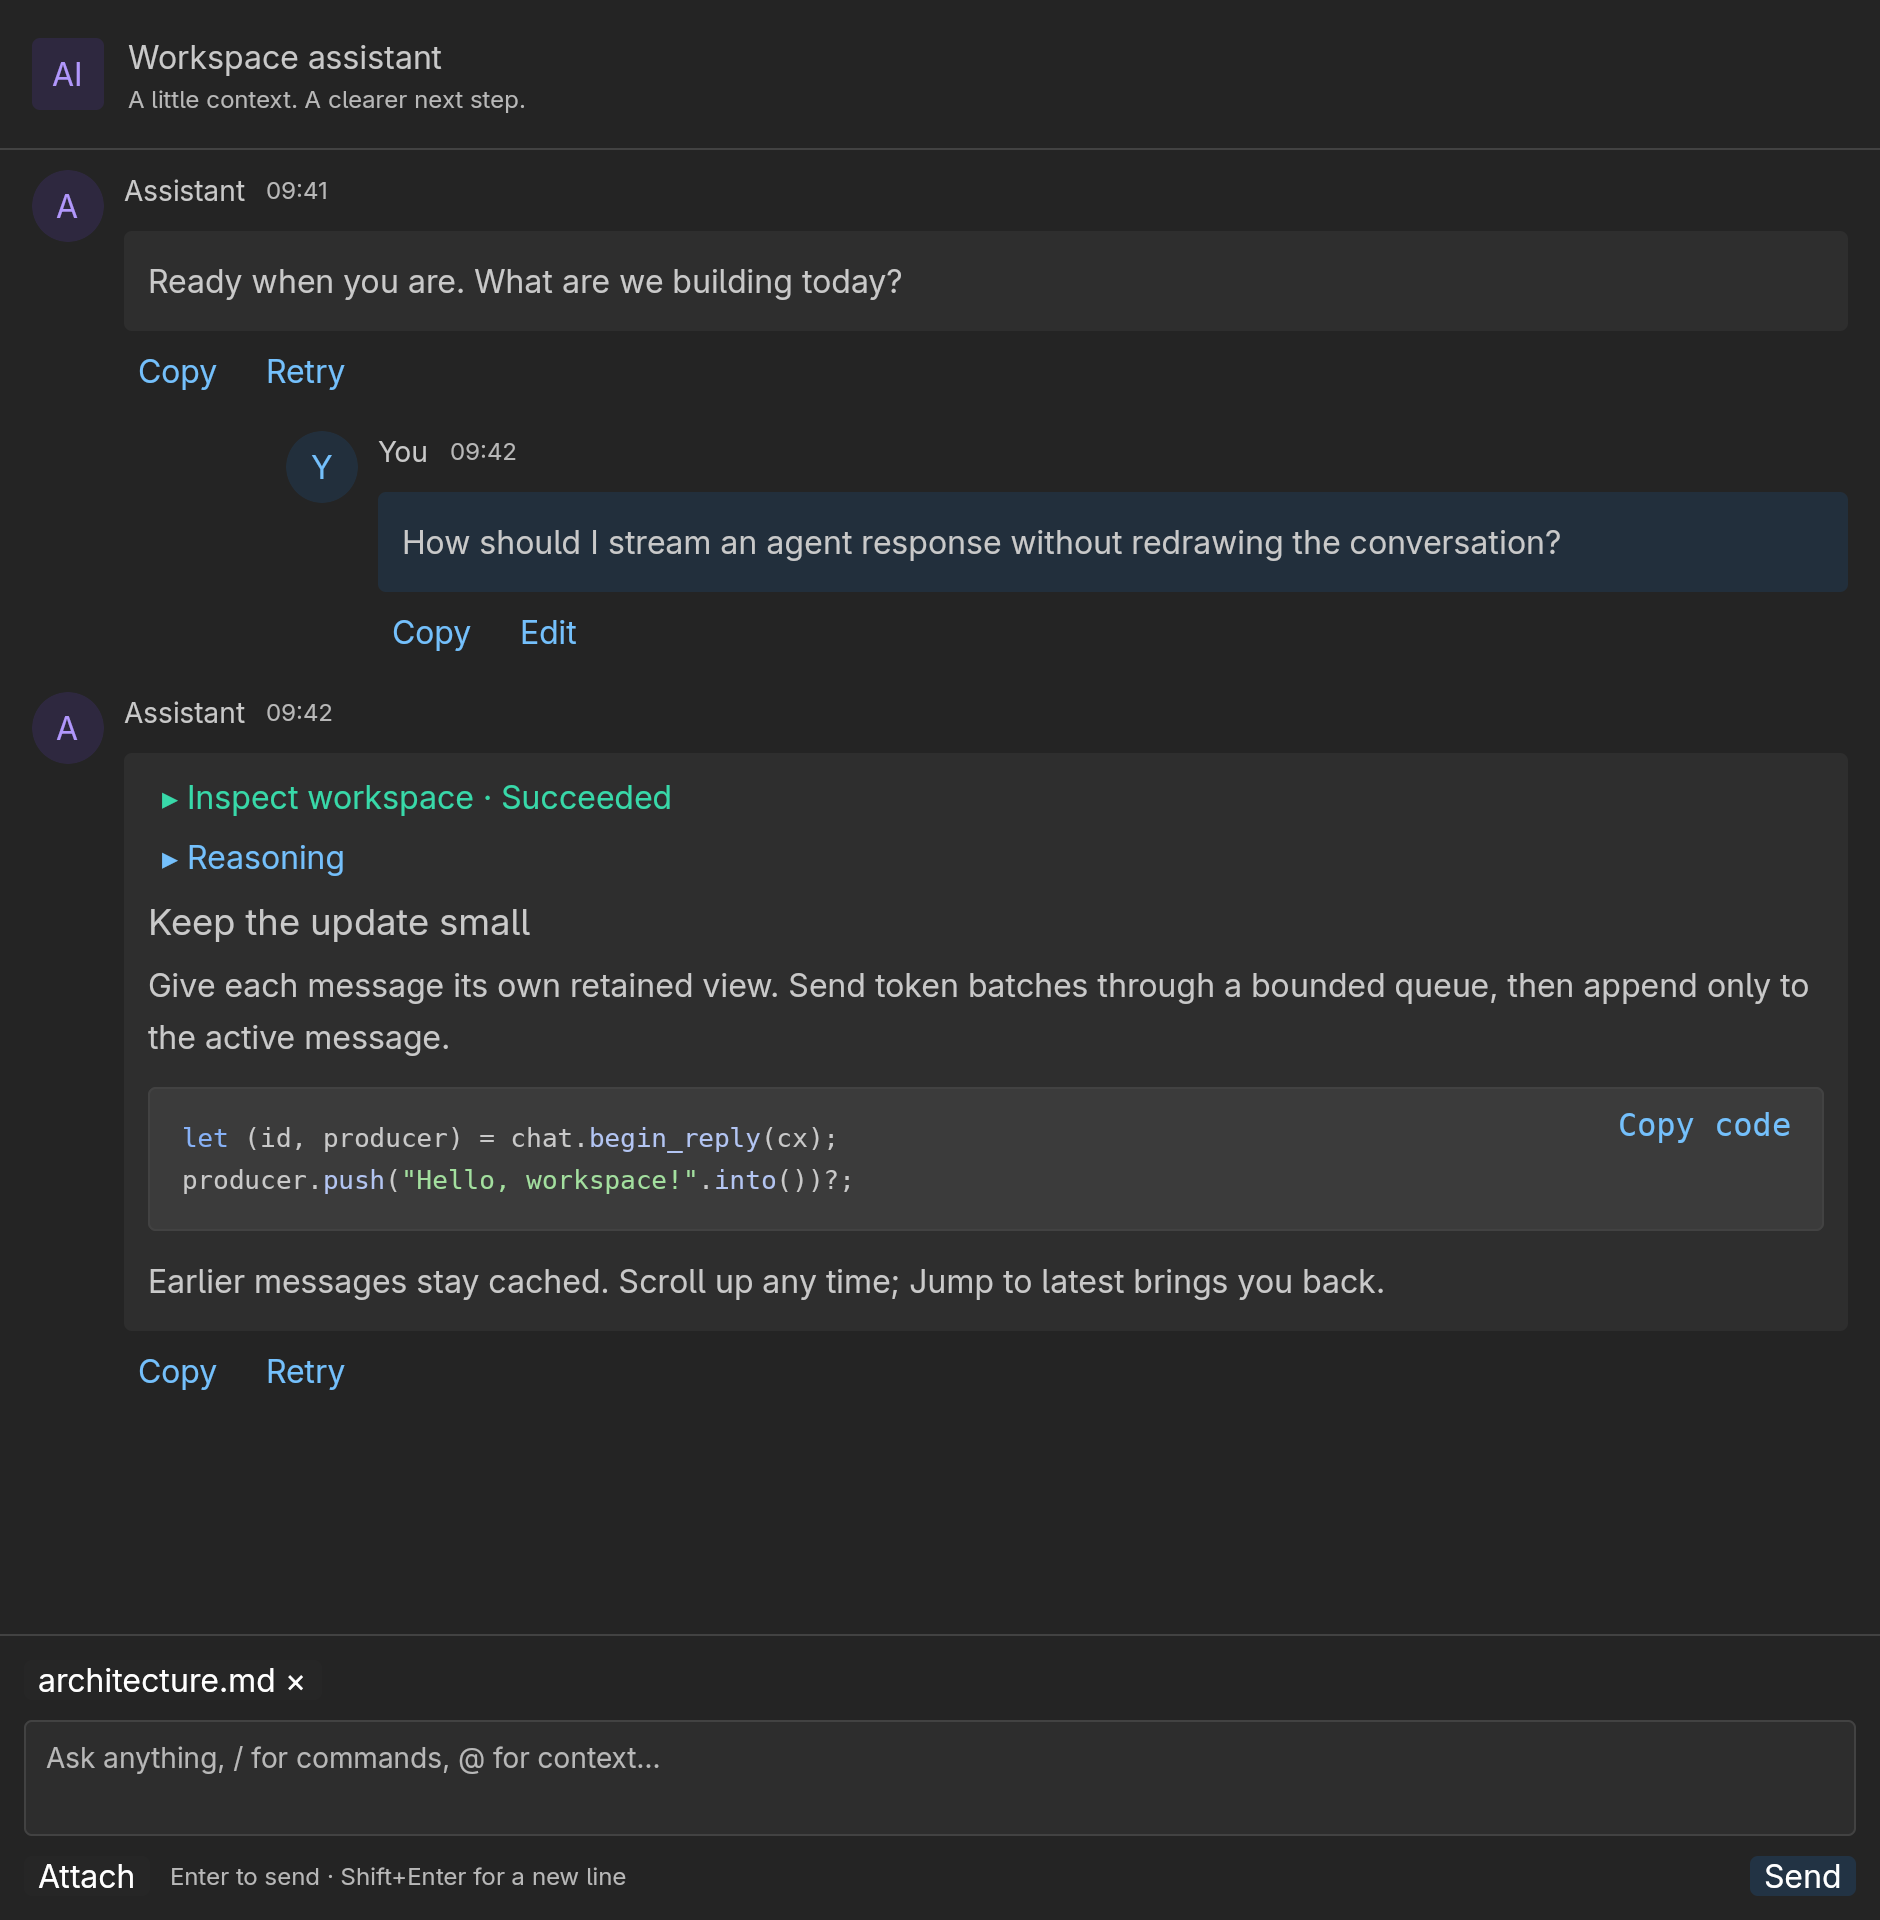 AI
Workspace assistant
A little context. A clearer next step.
A
Assistant 09:41
Ready when you are. What are we building today?
Copy Retry
Y
You 09:42
How should I stream an agent response without redrawing the conversation?
Copy Edit
A
Assistant 09:42
▸ Inspect workspace · Succeeded
▸ Reasoning
Keep the update small
Give each message its own retained view. Send token batches through a bounded queue, then append only to
the active message.
Copy code
let (id, producer) = chat.begin_reply(cx);
producer.push("Hello, workspace!".into())?;
Earlier messages stay cached. Scroll up any time; Jump to latest brings you back.
Copy Retry
architecture.md ×
Ask anything, / for commands, @ for context...
Attach Enter to send · Shift+Enter for a new line Send